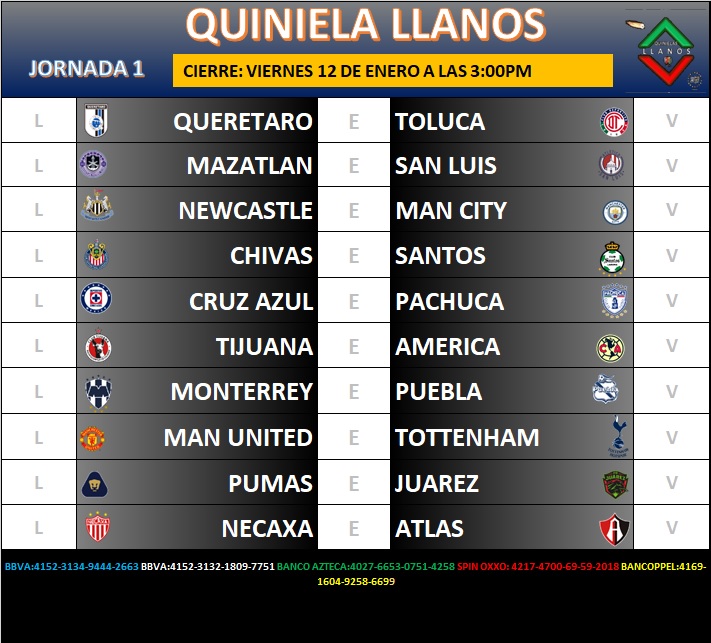 QUINIELA LLANOS
JORNADA 1
CIERRE: VIERNES 12 DE ENERO A LAS 3:00PM
QUINIELAS
LLANOS
L QUERETARO E TOLUCA V
L MAZATLAN E SAN LUIS V
L NEWCASTLE E MAN CITY V
L CHIVAS E SANTOS V
L CRUZ AZUL E PACHUCA V
L TIJUANA E AMERICA V
L MONTERREY E PUEBLA V
L MAN UNITED E TOTTENHAM V
L PUMAS E JUAREZ V
L NECAXA E ATLAS V
BBVA:4152-3134-9444-2663 BBVA:4152-3132-1809-7751 BANCO AZTECA:4027-6653-0751-4258 SPIN OXXO: 4217-4700-69-59-2018 BANCOPPEL:4169-
1604-9258-6699